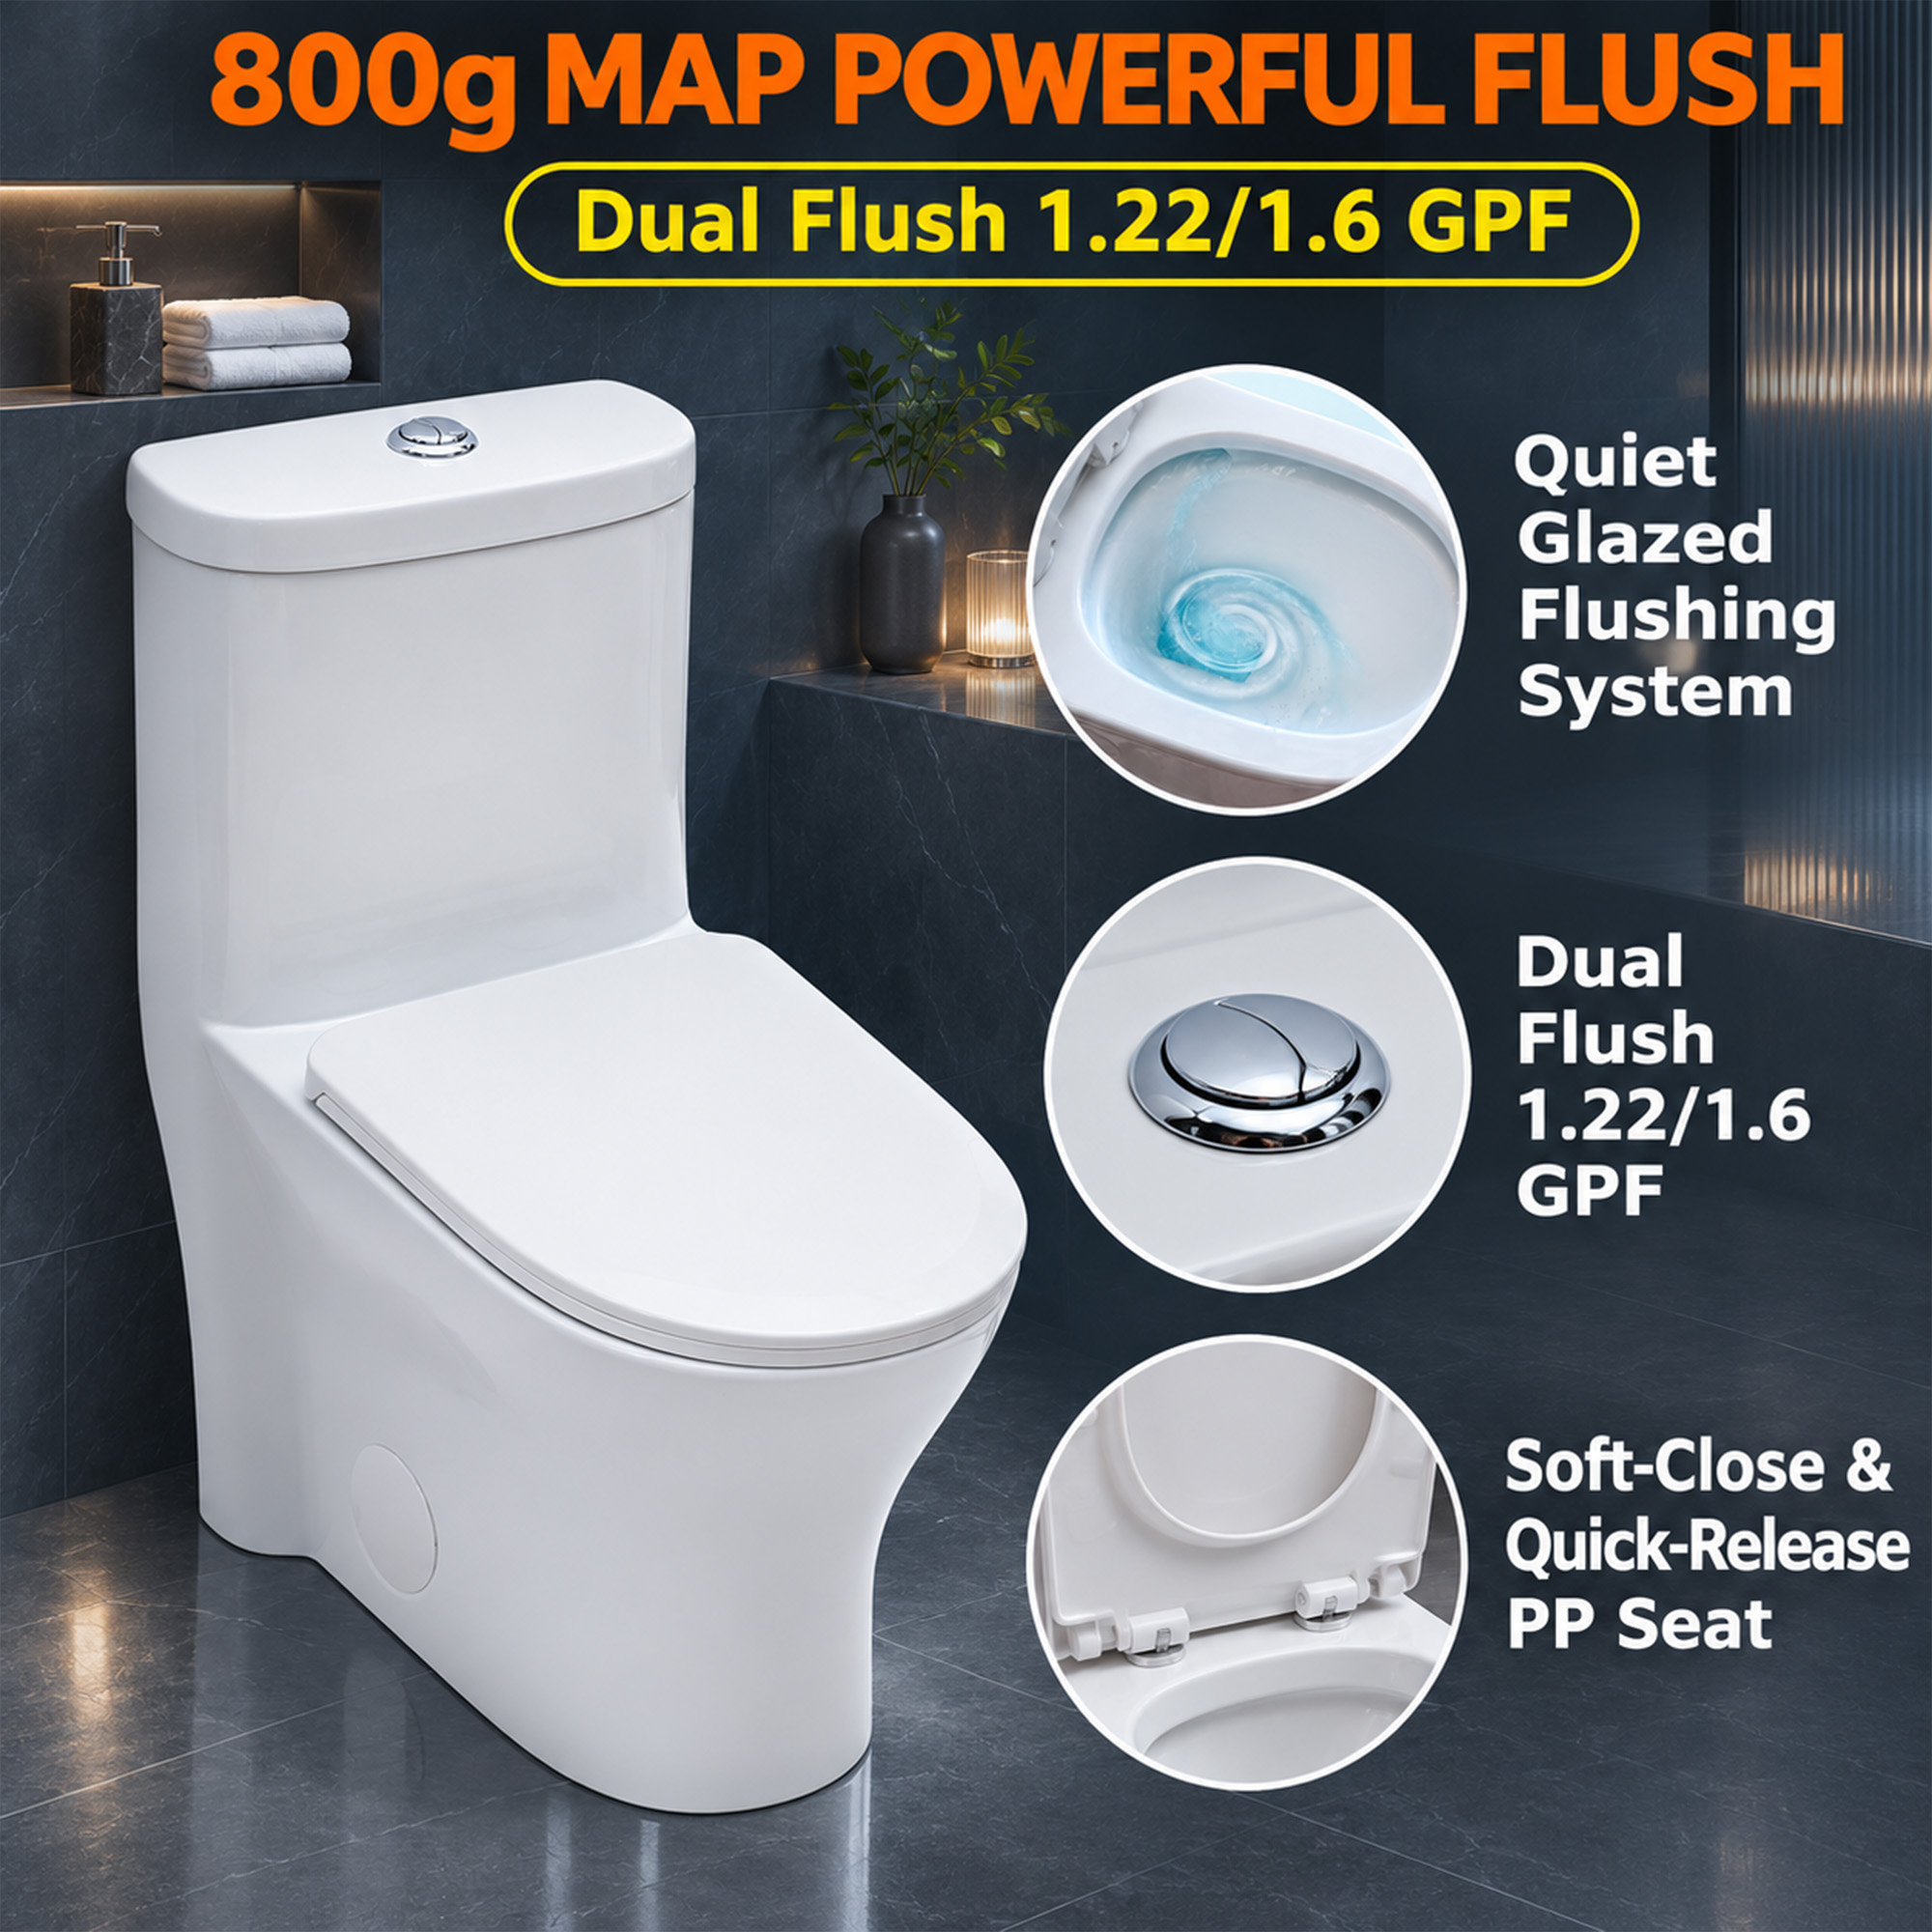 800g MAP POWERFUL FLUSH
Dual Flush 1.22/1.6 GPF
Quiet
Glazed
Flushing
System
Dual
Flush
1.22/1.6
GPF
Soft-Close &
Quick-Release
PP Seat